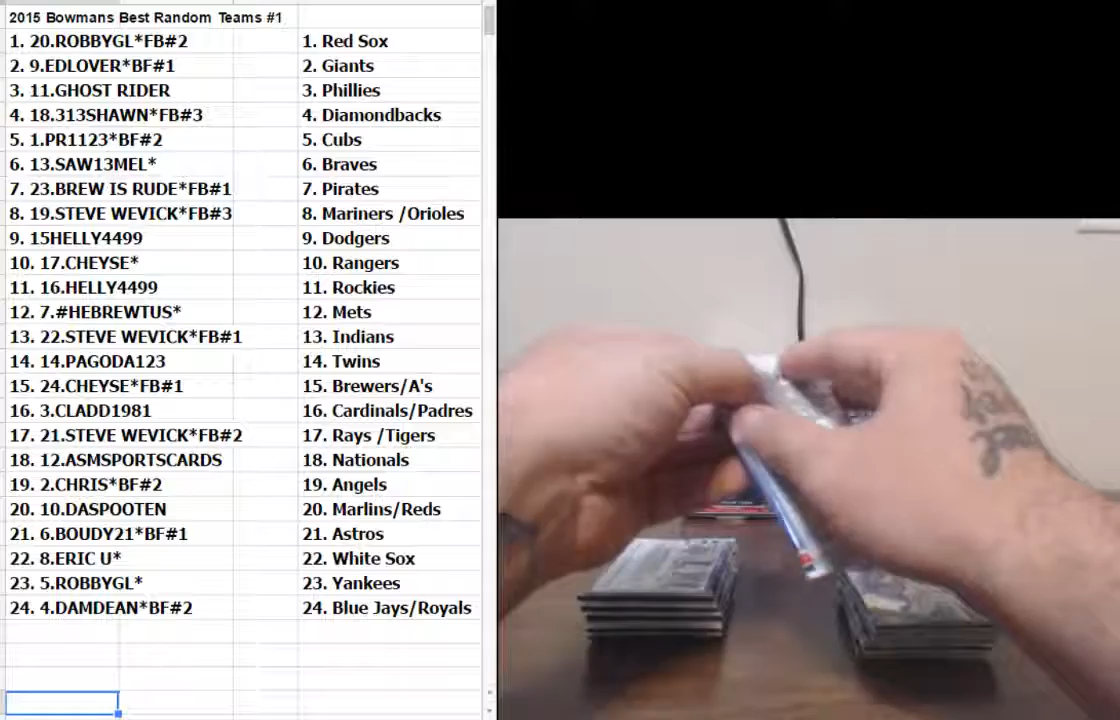 2015 Bowmans Best Random Teams #1
1. 20.ROBBYGL*FB#2 1. Red Sox
2. 9.EDLOVER*BF#1 2. Giants
3. 11.GHOST RIDER 3. Phillies
4. 18.313SHAWN*FB#3 4. Diamondbacks
5. 1.PR1123*BF#2 5. Cubs
6. 13.SAW13MEL* 6. Braves
7. 23.BREW IS RUDE*FB#1 7. Pirates
8. 19.STEVE WEVICK*FB#3 8. Mariners /Orioles
9. 15HELLY4499 9. Dodgers
10. 17.CHEYSE* 10. Rangers
11. 16.HELLY4499 11. Rockies
12. 7.#HEBREWTUS* 12. Mets
13. 22.STEVE WEVICK*FB#1 13. Indians
14. 14.PAGODA123 14. Twins
15. 24.CHEYSE*FB#1 15. Brewers/A's
16. 3.CLADD1981 16. Cardinals/Padres
17. 21.STEVE WEVICK*FB#2 17. Rays /Tigers
18. 12.ASMSPORTSCARDS 18. Nationals
19. 2.CHRIS*BF#2 19. Angels
20. 10.DASPOOTEN 20. Marlins/Reds
21. 6.BOUDY21*BF#1 21. Astros
22. 8.ERIC U* 22. White Sox
23. 5.ROBBYGL* 23. Yankees
24. 4.DAMDEAN*BF#2 24. Blue Jays/Royals